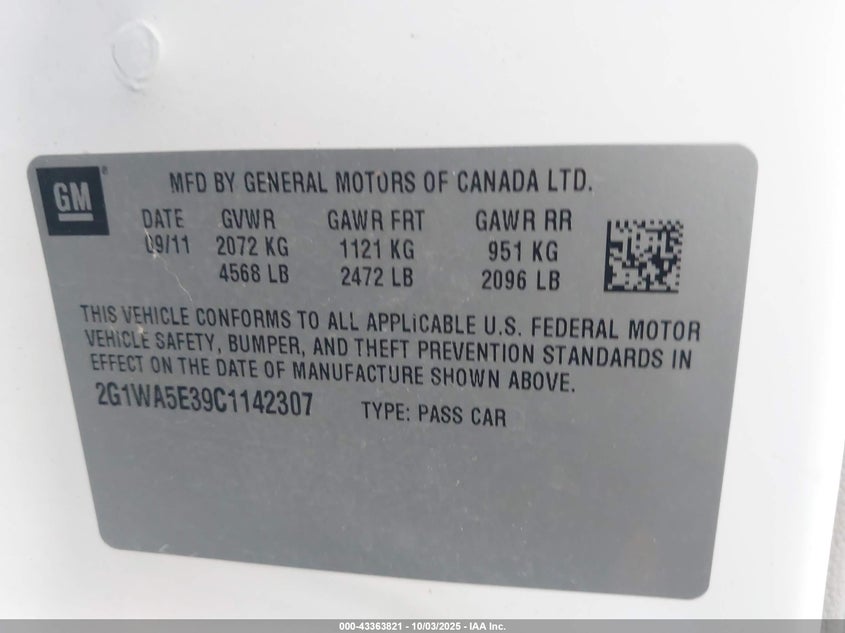 GM
MFD BY GENERAL MOTORS OF CANADA LTD.
DATE GVWR GAWR FRT GAWR RR
09/11 2072 KG 1121 KG 951 KG
4568 LB 2472 LB 2096 LB
THIS VEHICLE CONFORMS TO ALL APPLICABLE U.S. FEDERAL MOTOR
VEHICLE SAFETY, BUMPER, AND THEFT PREVENTION STANDARDS IN
EFFECT ON THE DATE OF MANUFACTURE SHOWN ABOVE.
2G1WA5E39C1142307 TYPE: PASS CAR
000-43363821 | 10/03/2025 - IAA Inc.